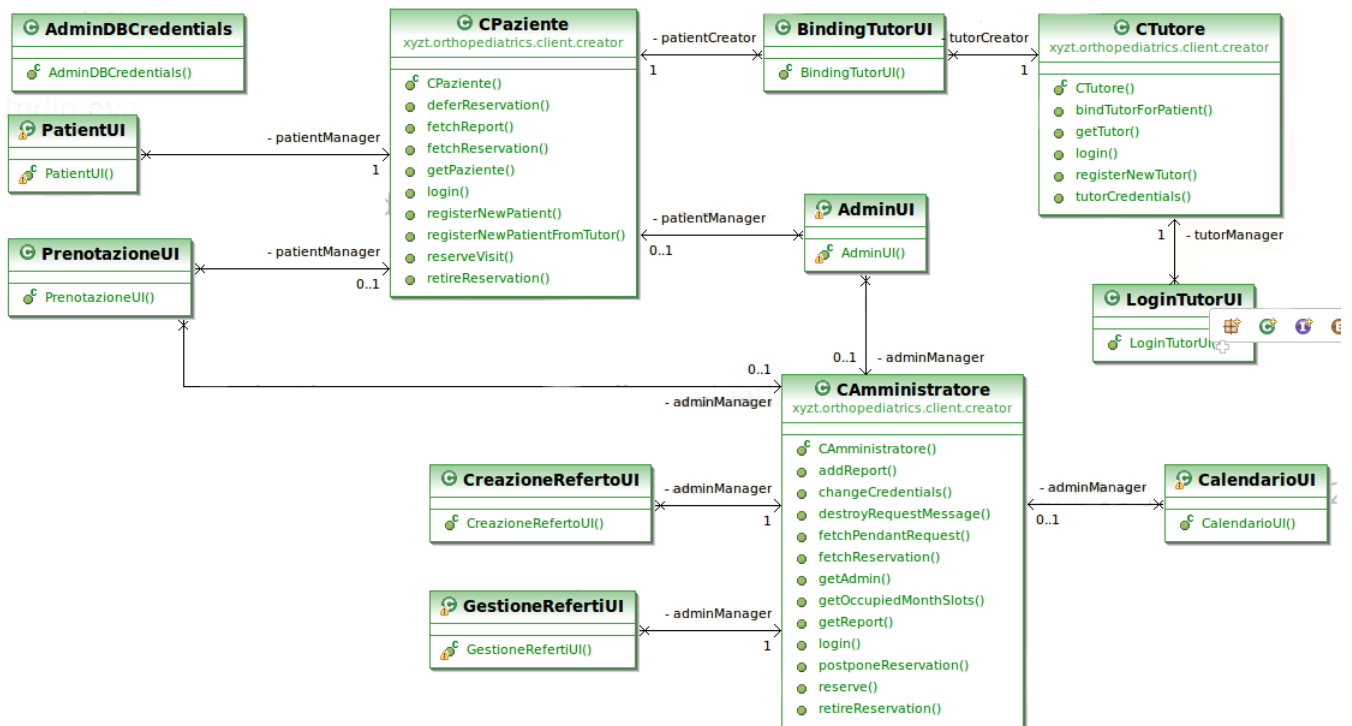 AdminDBCredentials
AdminDBCredentials()
PatientUI
PatientUI()
PrenotazioneUI
PrenotazioneUI()
- patientManager
1
- patientManager
0..1
CPaziente
xyzt.orthopediatrics.client.creator
CPaziente()
deferReservation()
fetchReport()
fetchReservation()
getPaziente()
login()
registerNewPatient()
registerNewPatientFromTutor()
reserveVisit()
retireReservation()
- patientCreator
1
BindingTutorUI
BindingTutorUI()
- tutorCreator
1
CTutore
xyzt.orthopediatrics.client.creator
CTutore()
bindTutorForPatient()
getTutor()
login()
registerNewTutor()
tutorCredentials()
- patientManager
0..1
AdminUI
AdminUI()
1
- tutorManager
LoginTutorUI
LoginTutorUI
0..1
- adminManager
0..1
- adminManager
CAmministratore
xyzt.orthopediatrics.client.creator
CAmministratore()
addReport()
changeCredentials()
destroyRequestMessage()
fetchPendantRequest()
fetchReservation()
getAdmin()
getOccupiedMonthSlots()
getReport()
login()
postponeReservation()
reserve()
retireReservation()
CreazioneRefertoUI
CreazioneRefertoUI()
- adminManager
1
GestioneRefertiUI
GestioneRefertiUI()
- adminManager
1
- adminManager
0..1
CalendarioUI
CalendarioUI()